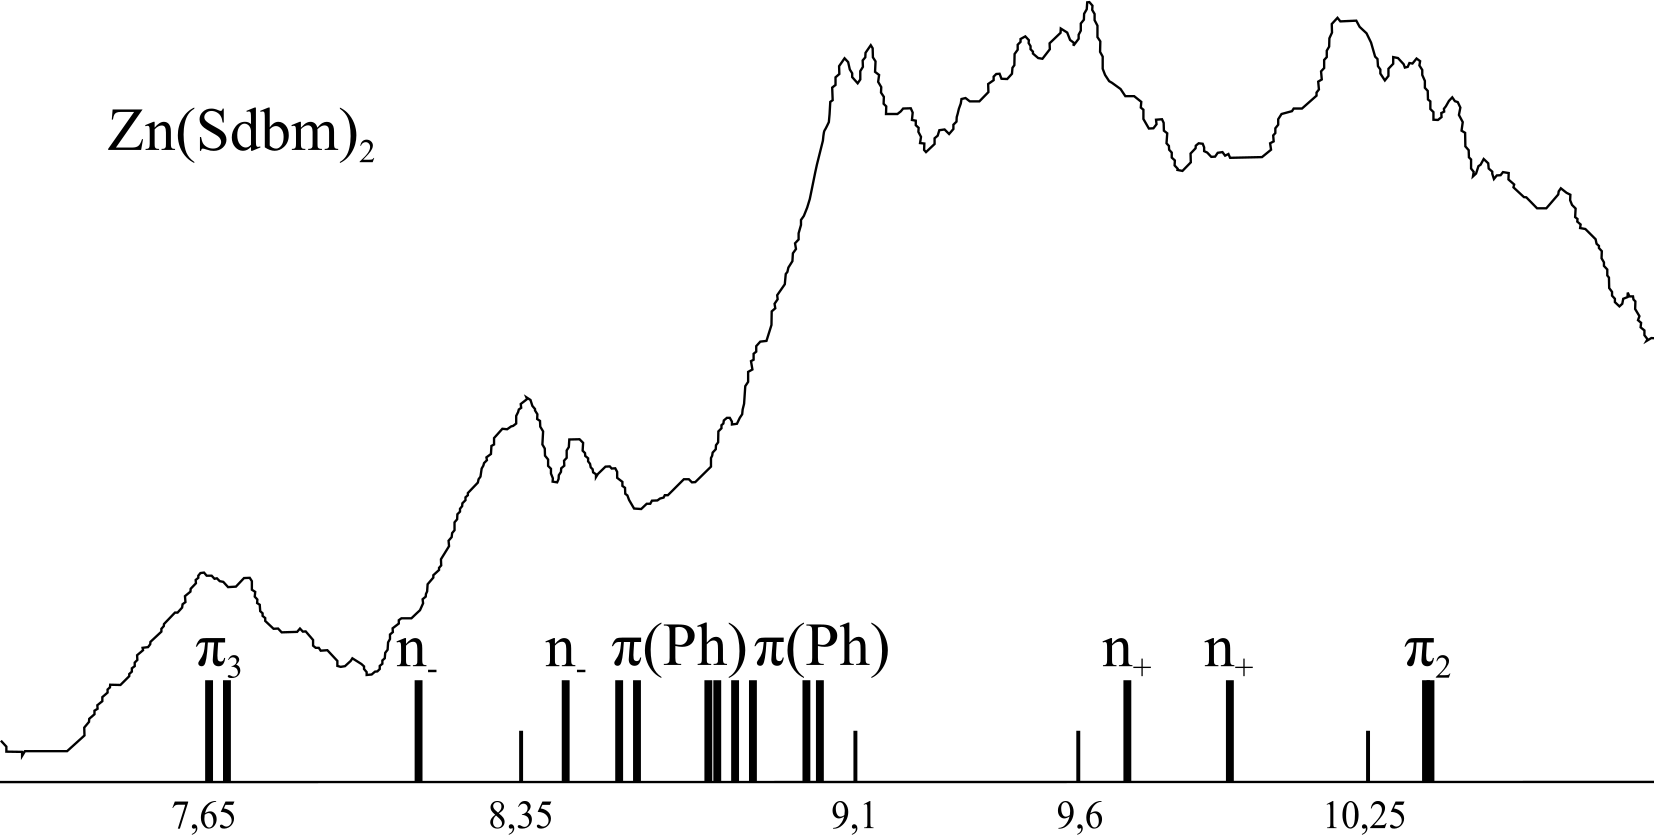 Zn(Sdbm)₂
π₃ n₋ n₋ π(Ph) π(Ph) n₊ n₊ π₂
7,65 8,35 9,1 9,6 10,25